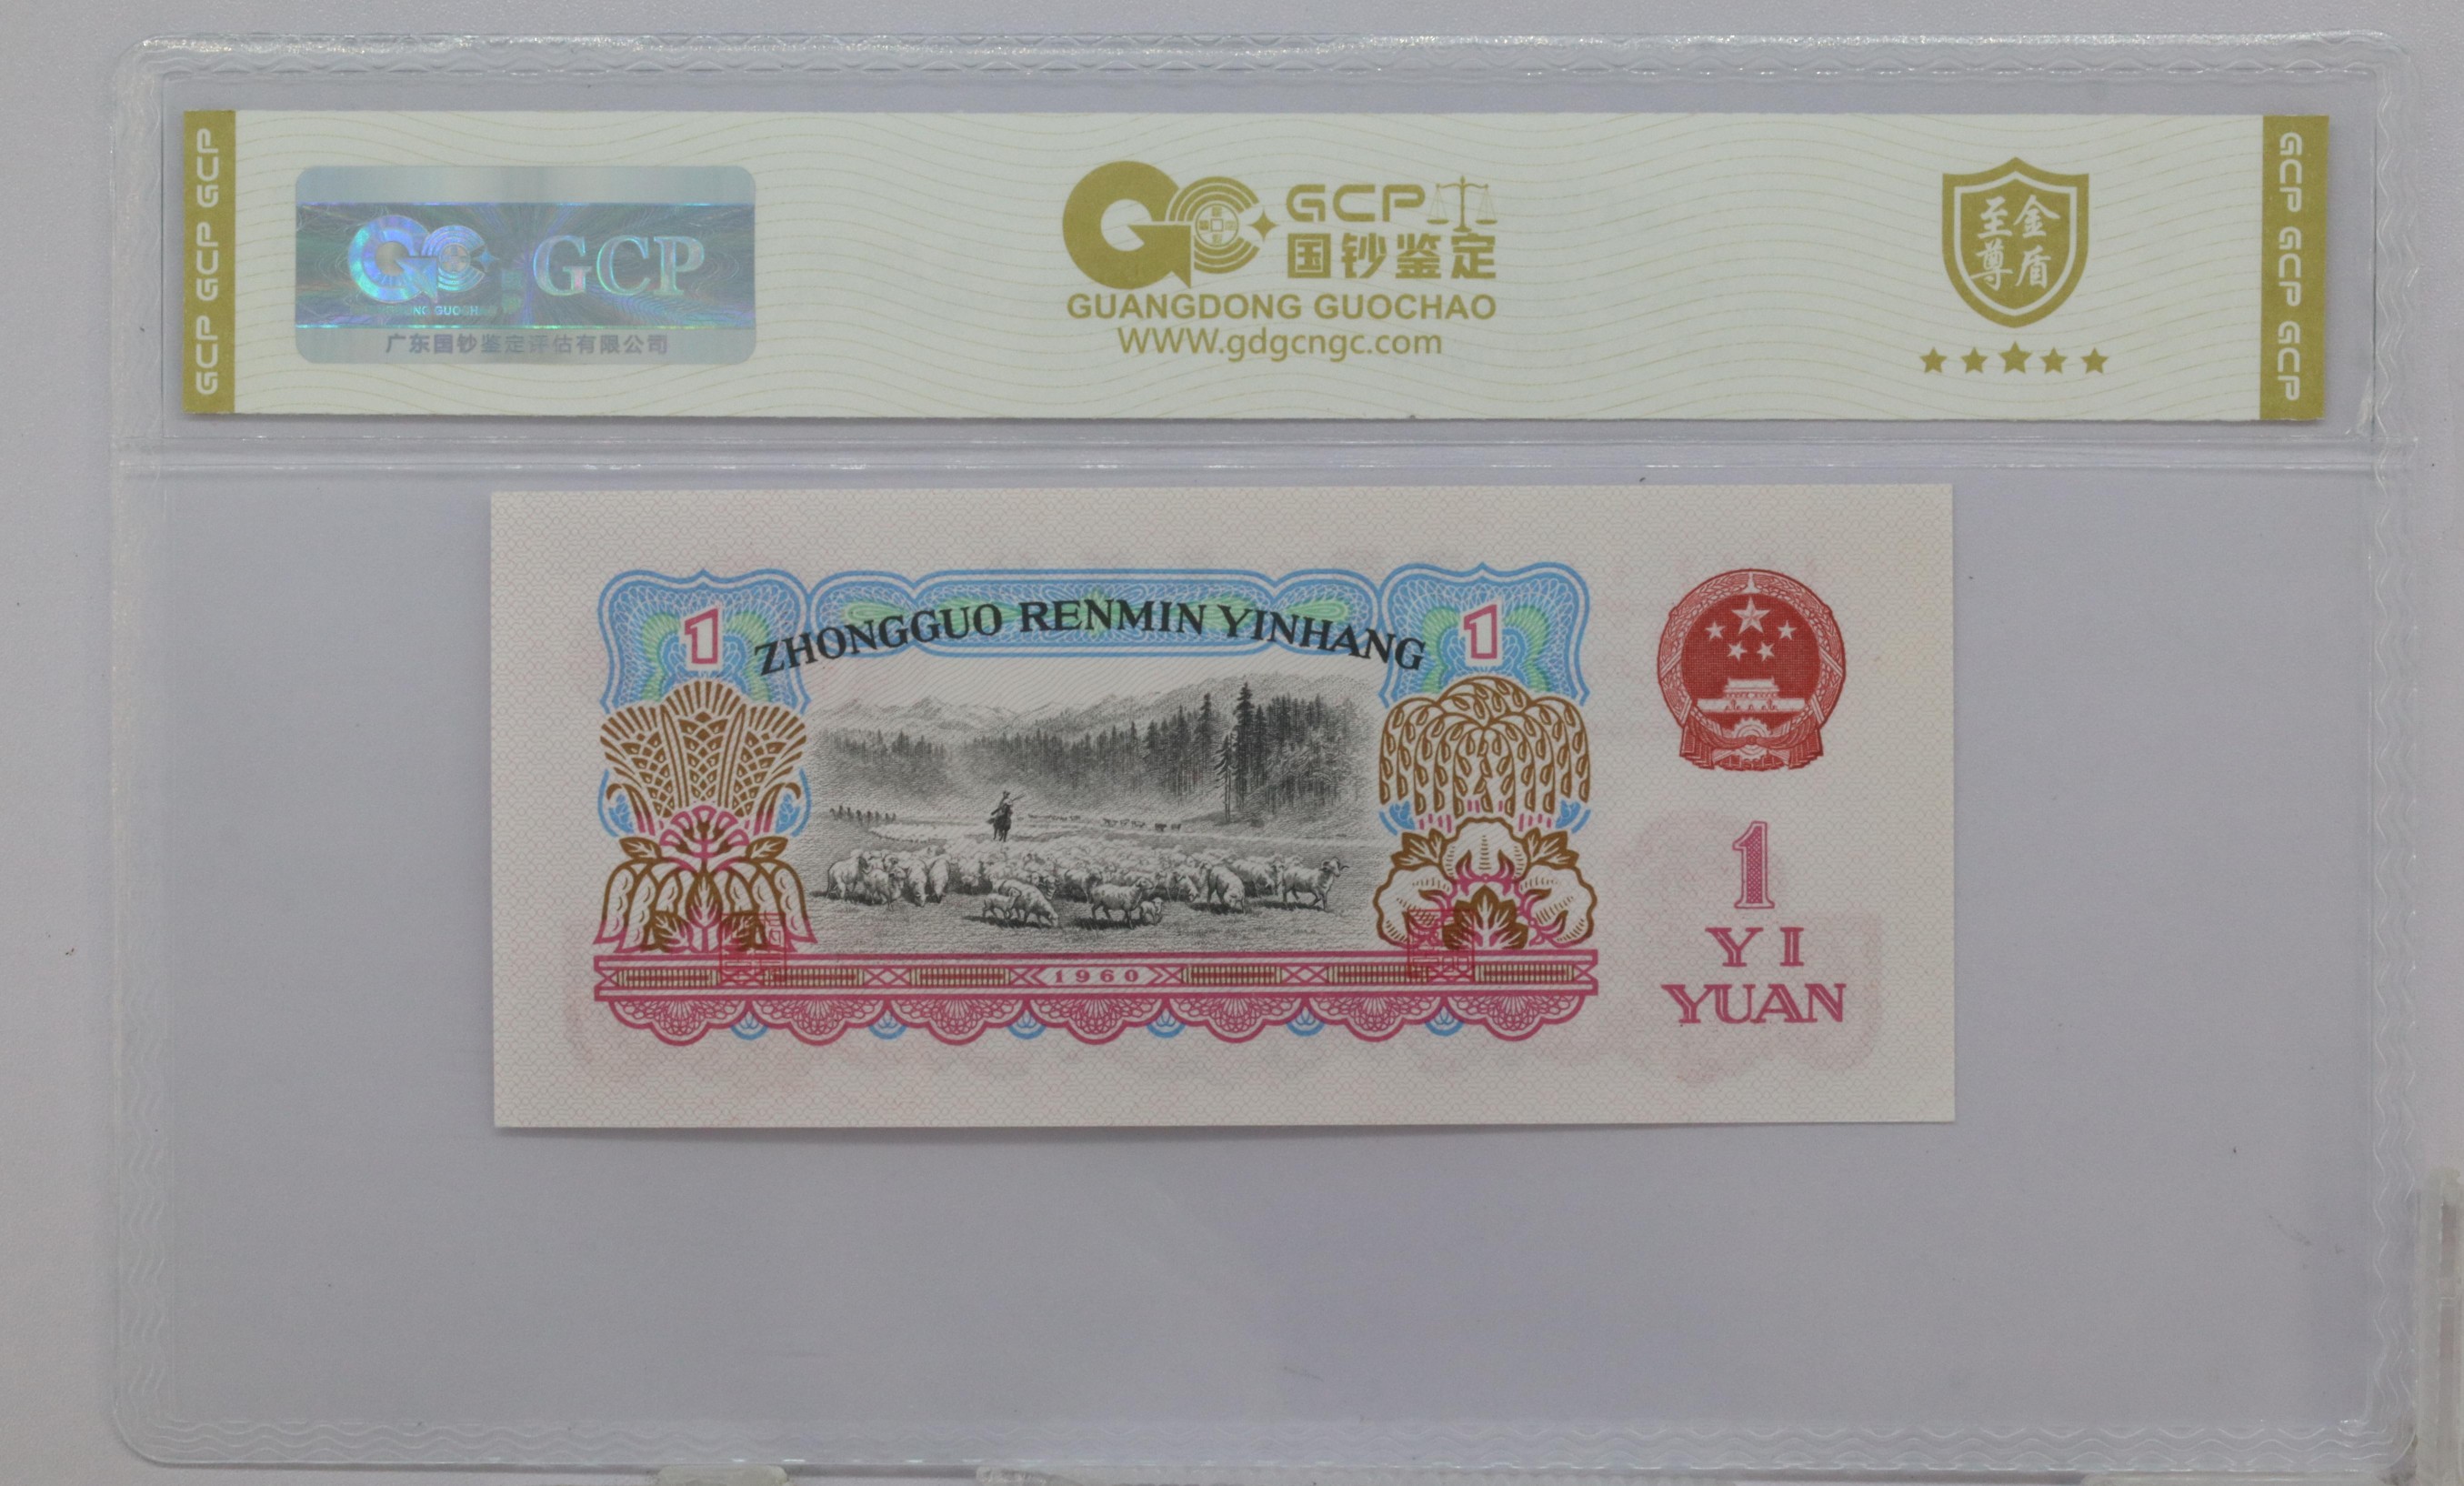 GCP GCP GCP
GCP
GUANGDONG GUOCHAO
广东国钞鉴定评估有限公司
GCP
国钞鉴定
GUANGDONG GUOCHAO
WWW.gdgcngc.com
至尊
金盾
GCP GCP GCP
1
ZHONGGUO RENMIN YINHANG
1
1960
1
YI
YUAN